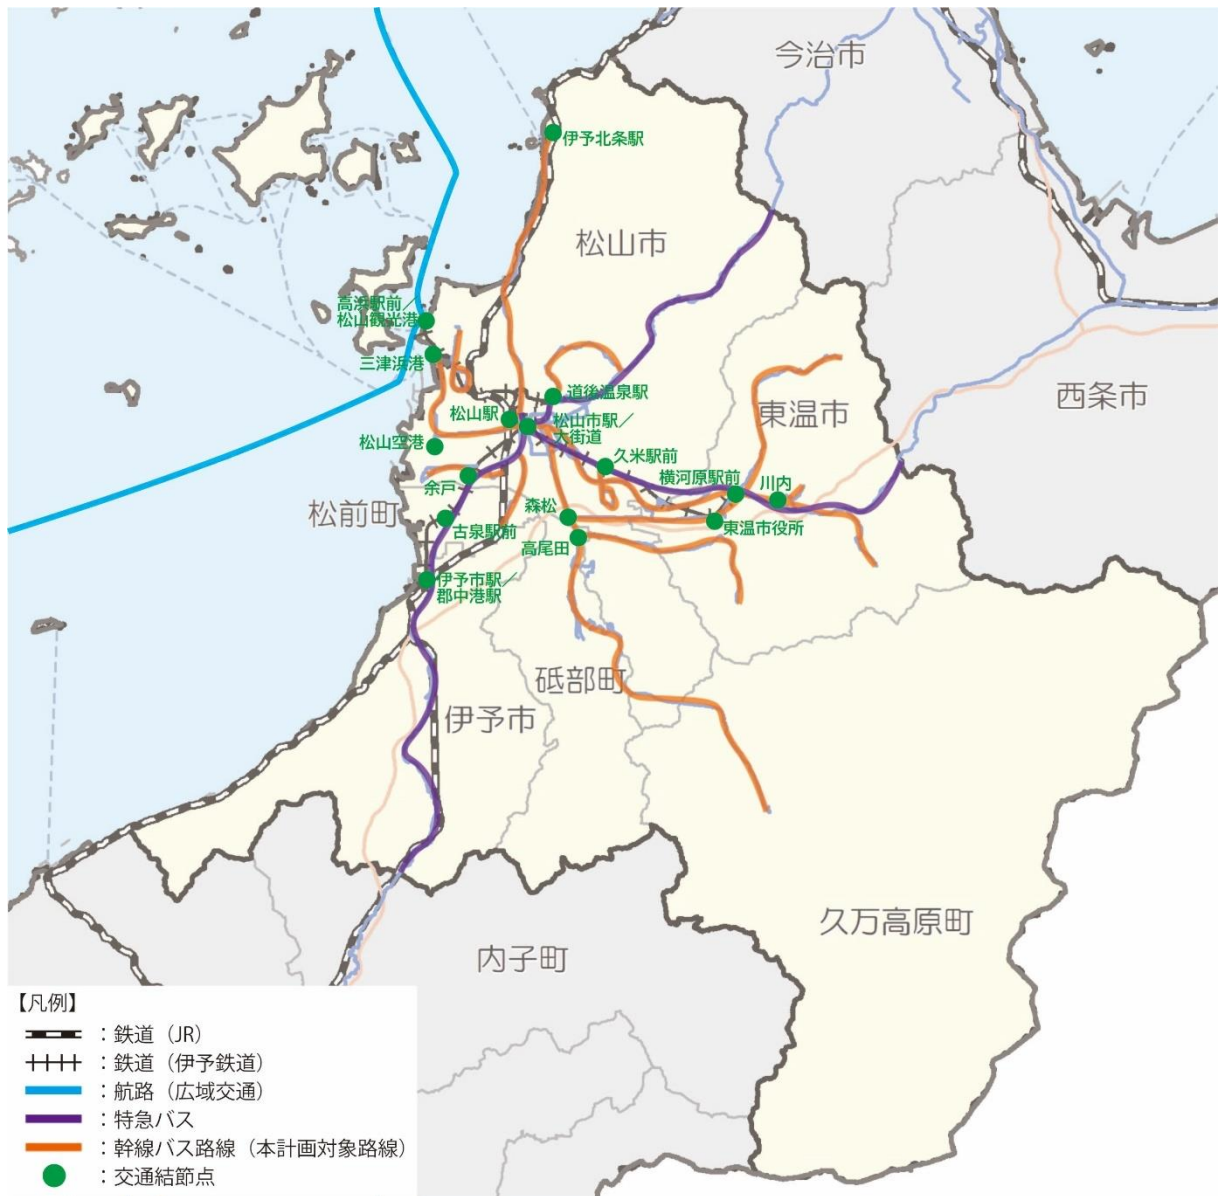 今治市
伊予北条駅
松山市
高浜駅前／
松山観光港
三津浜港
道後温泉駅
西条市
東温市
松山駅
松山市駅／
大街道
松山空港
久米駅前
横河原駅前
川内
余戸
松前町
森松
古泉駅前
東温市役所
高尾田
伊予市駅／
郡中港駅
砥部町
伊予市
久万高原町
内子町
【凡例】
：鉄道（JR）
：鉄道（伊予鉄道）
：航路（広域交通）
：特急バス
：幹線バス路線（本計画対象路線）
：交通結節点